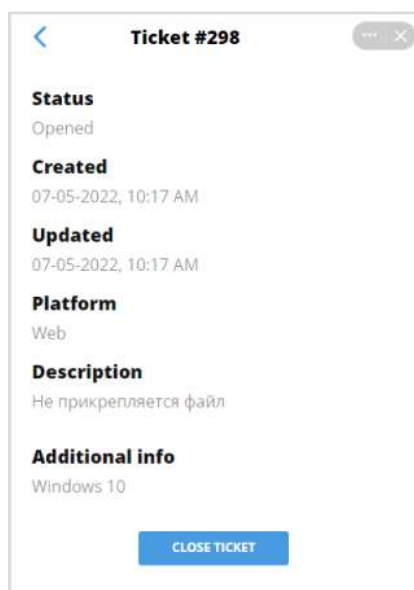 Ticket #298
Status
Opened
Created
07-05-2022, 10:17 AM
Updated
07-05-2022, 10:17 AM
Platform
Web
Description
Не прикрепляется файл
Additional info
Windows 10
CLOSE TICKET